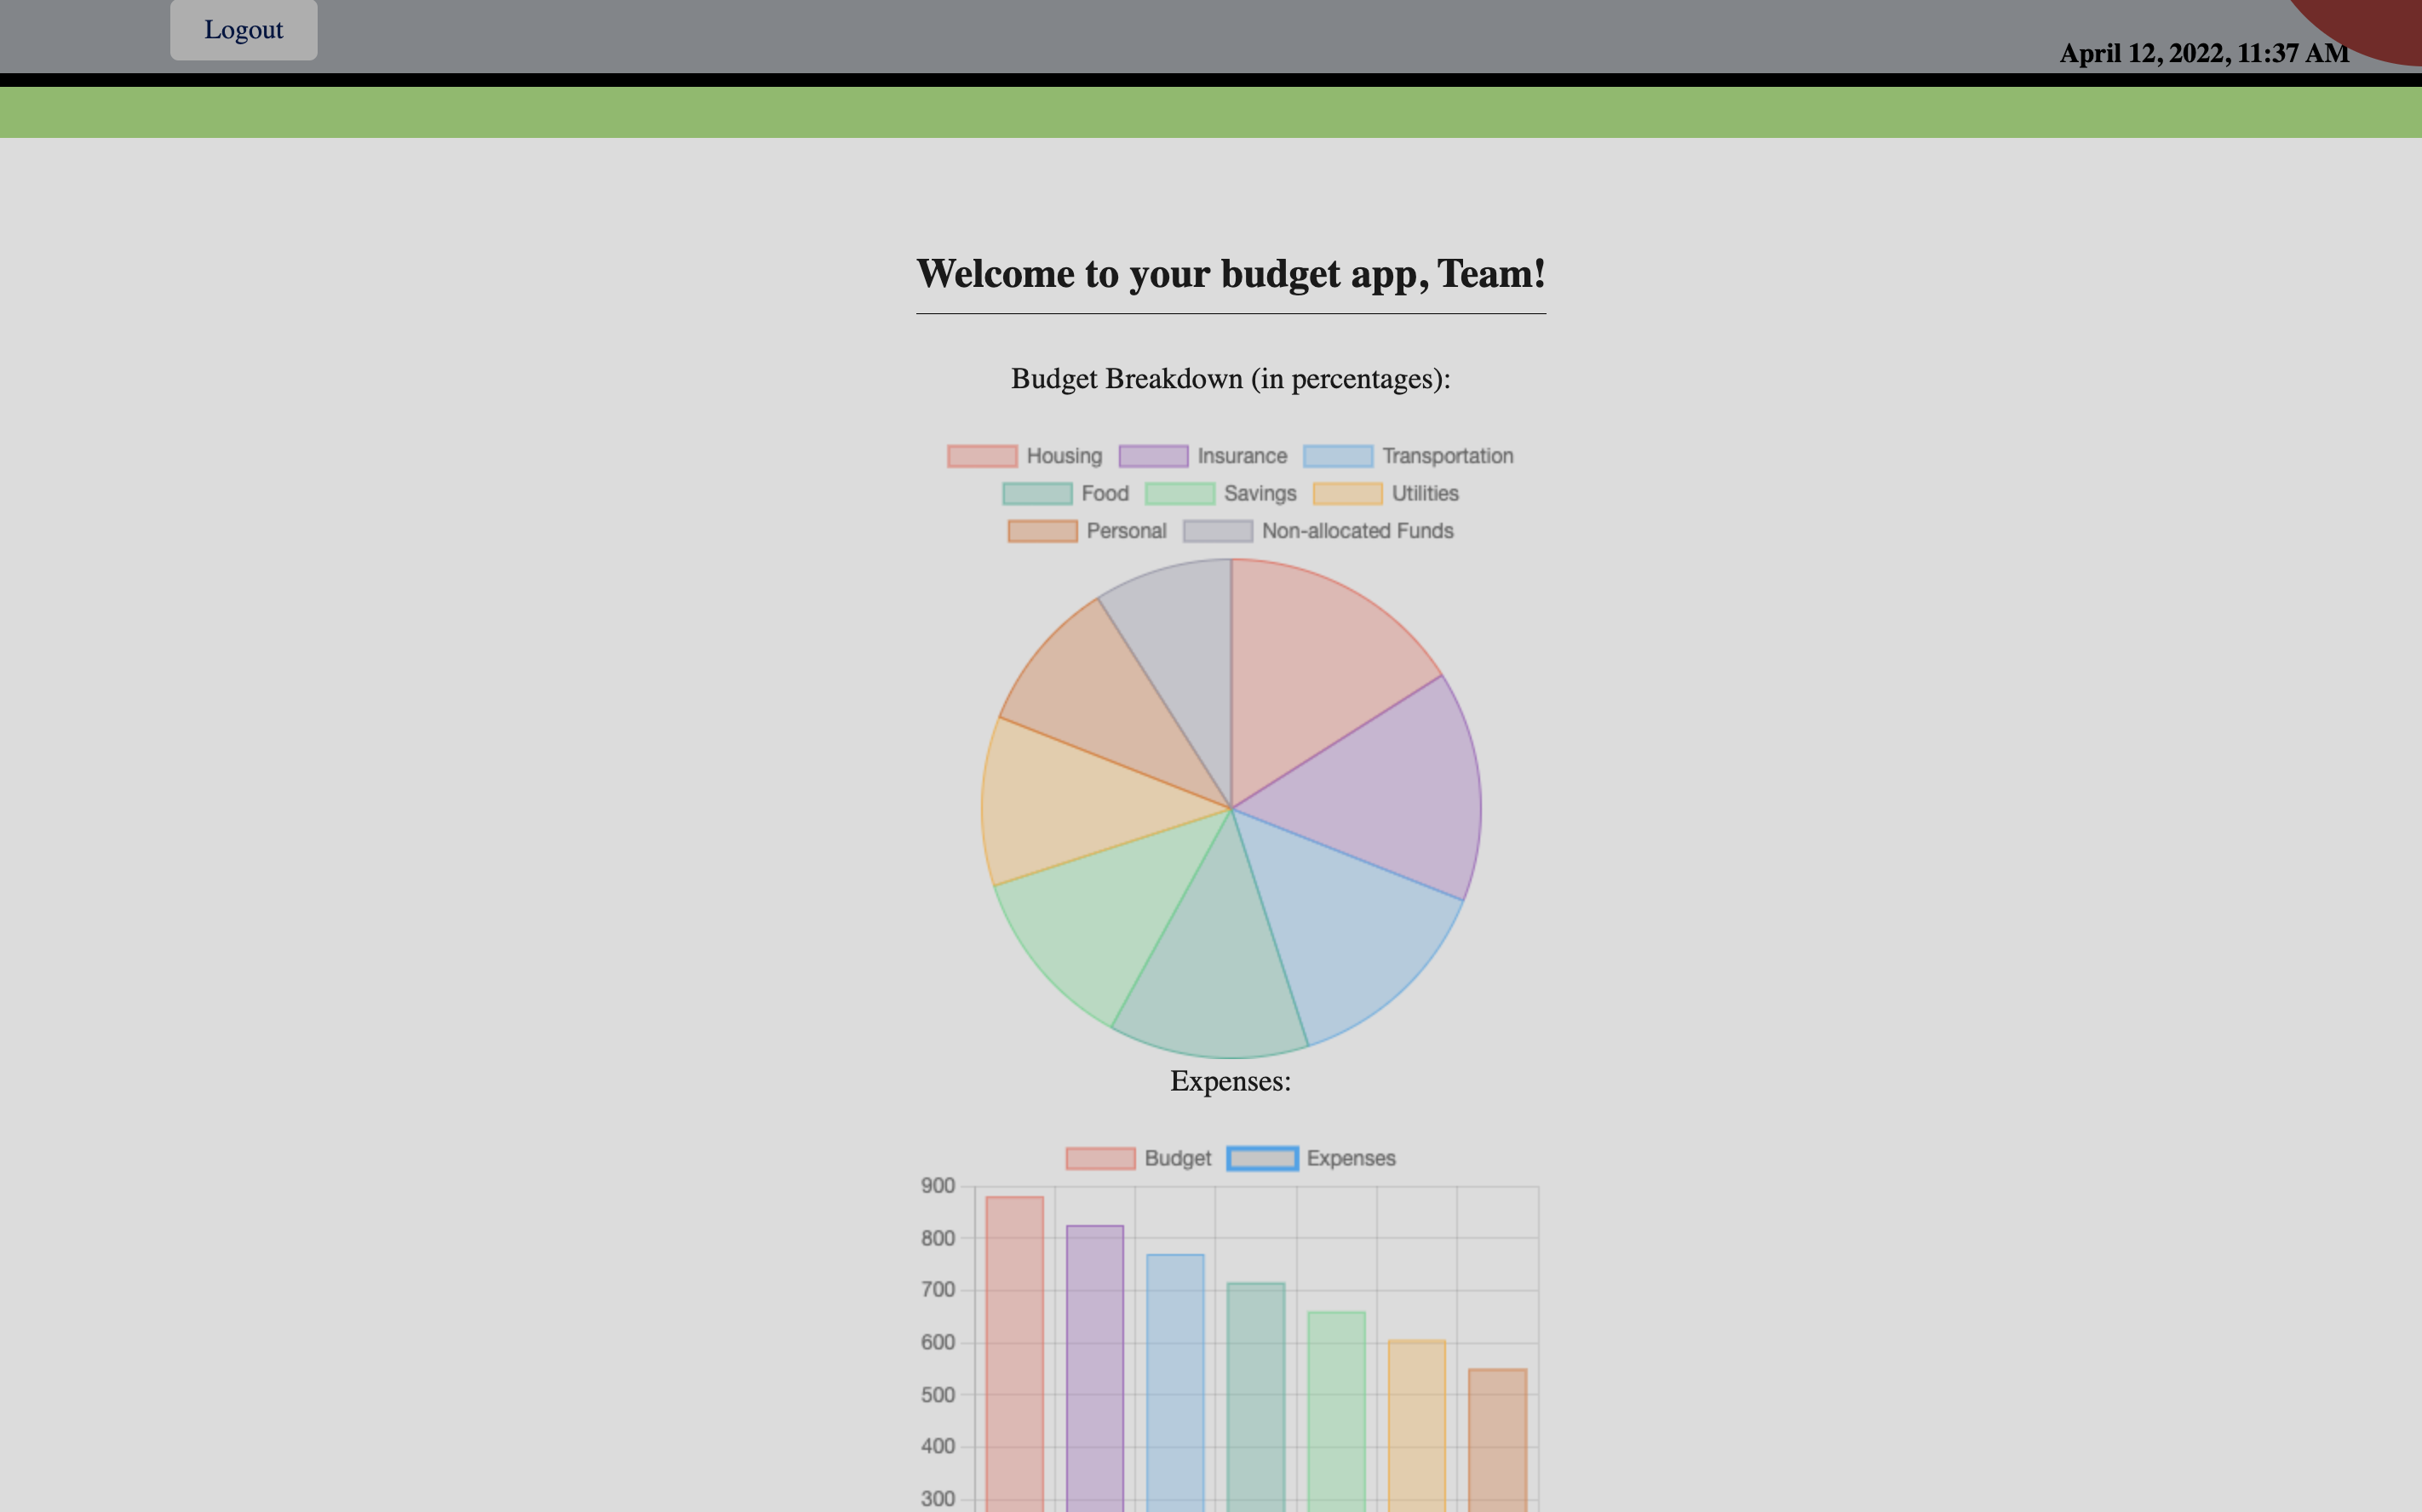 Logout
April 12, 2022, 11:37 AM
Welcome to your budget app, Team!
Budget Breakdown (in percentages):
Housing Insurance Transportation
Food Savings Utilities
Personal Non-allocated Funds
Expenses:
Budget Expenses
900
800
700
600
500
400
300